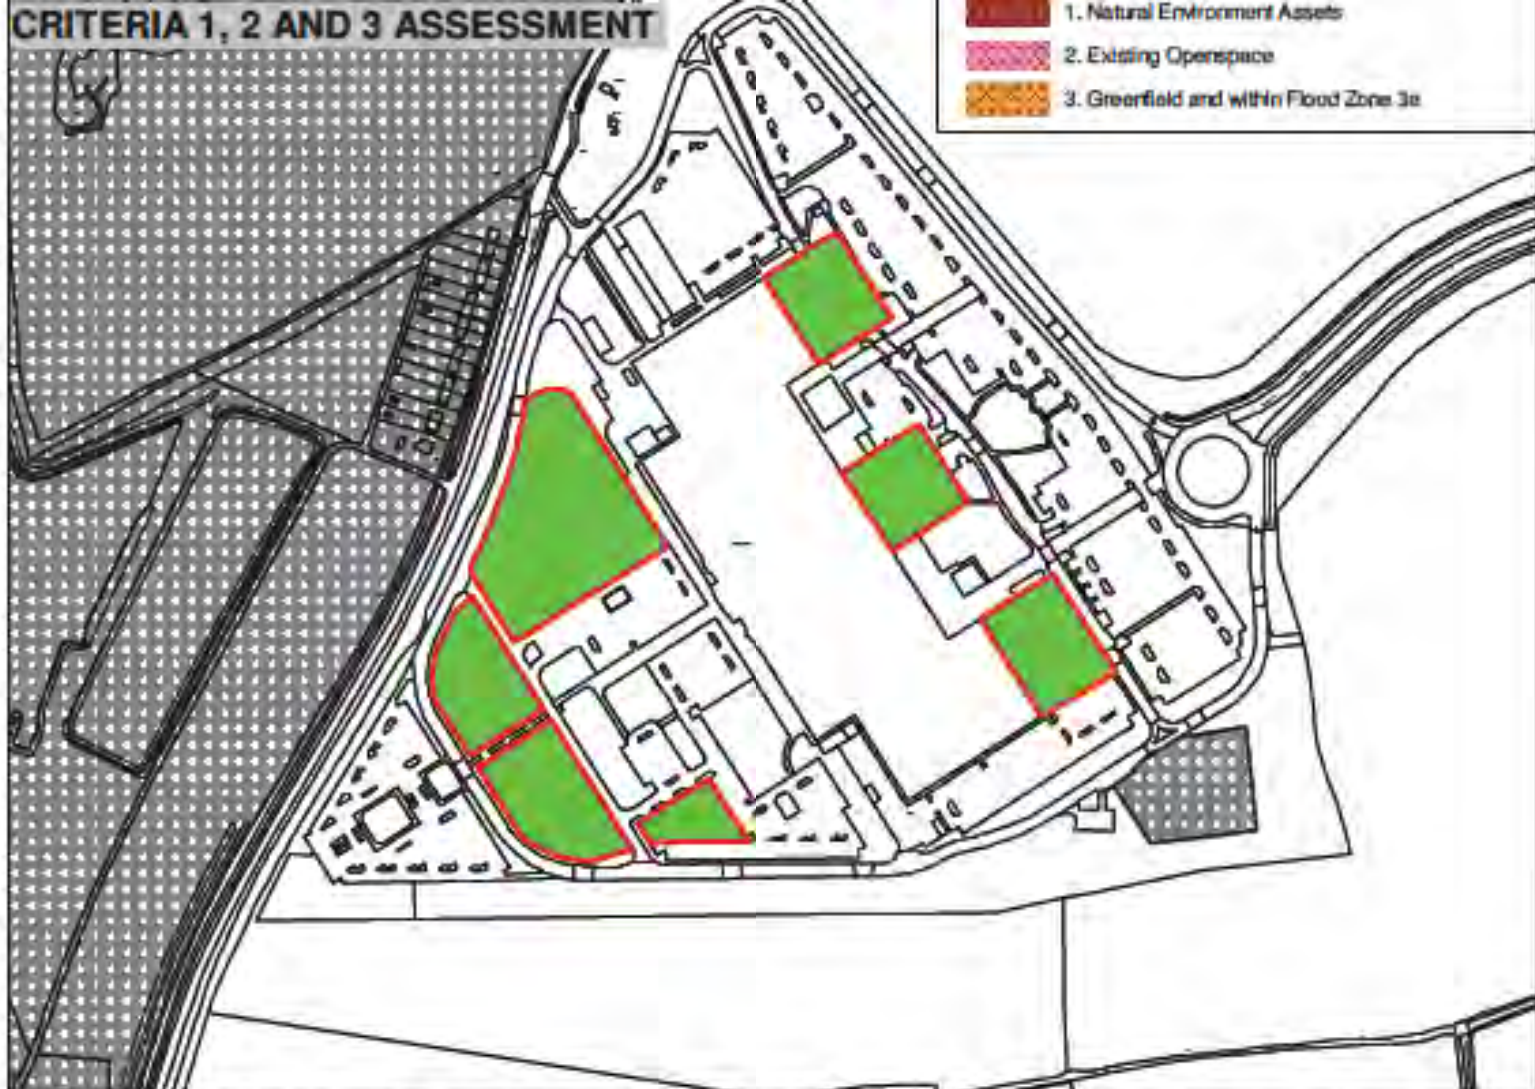 CRITERIA 1, 2 AND 3 ASSESSMENT
1. Natural Environment Assets
2. Existing Openspace
3. Greenfield and within Flood Zone 3a